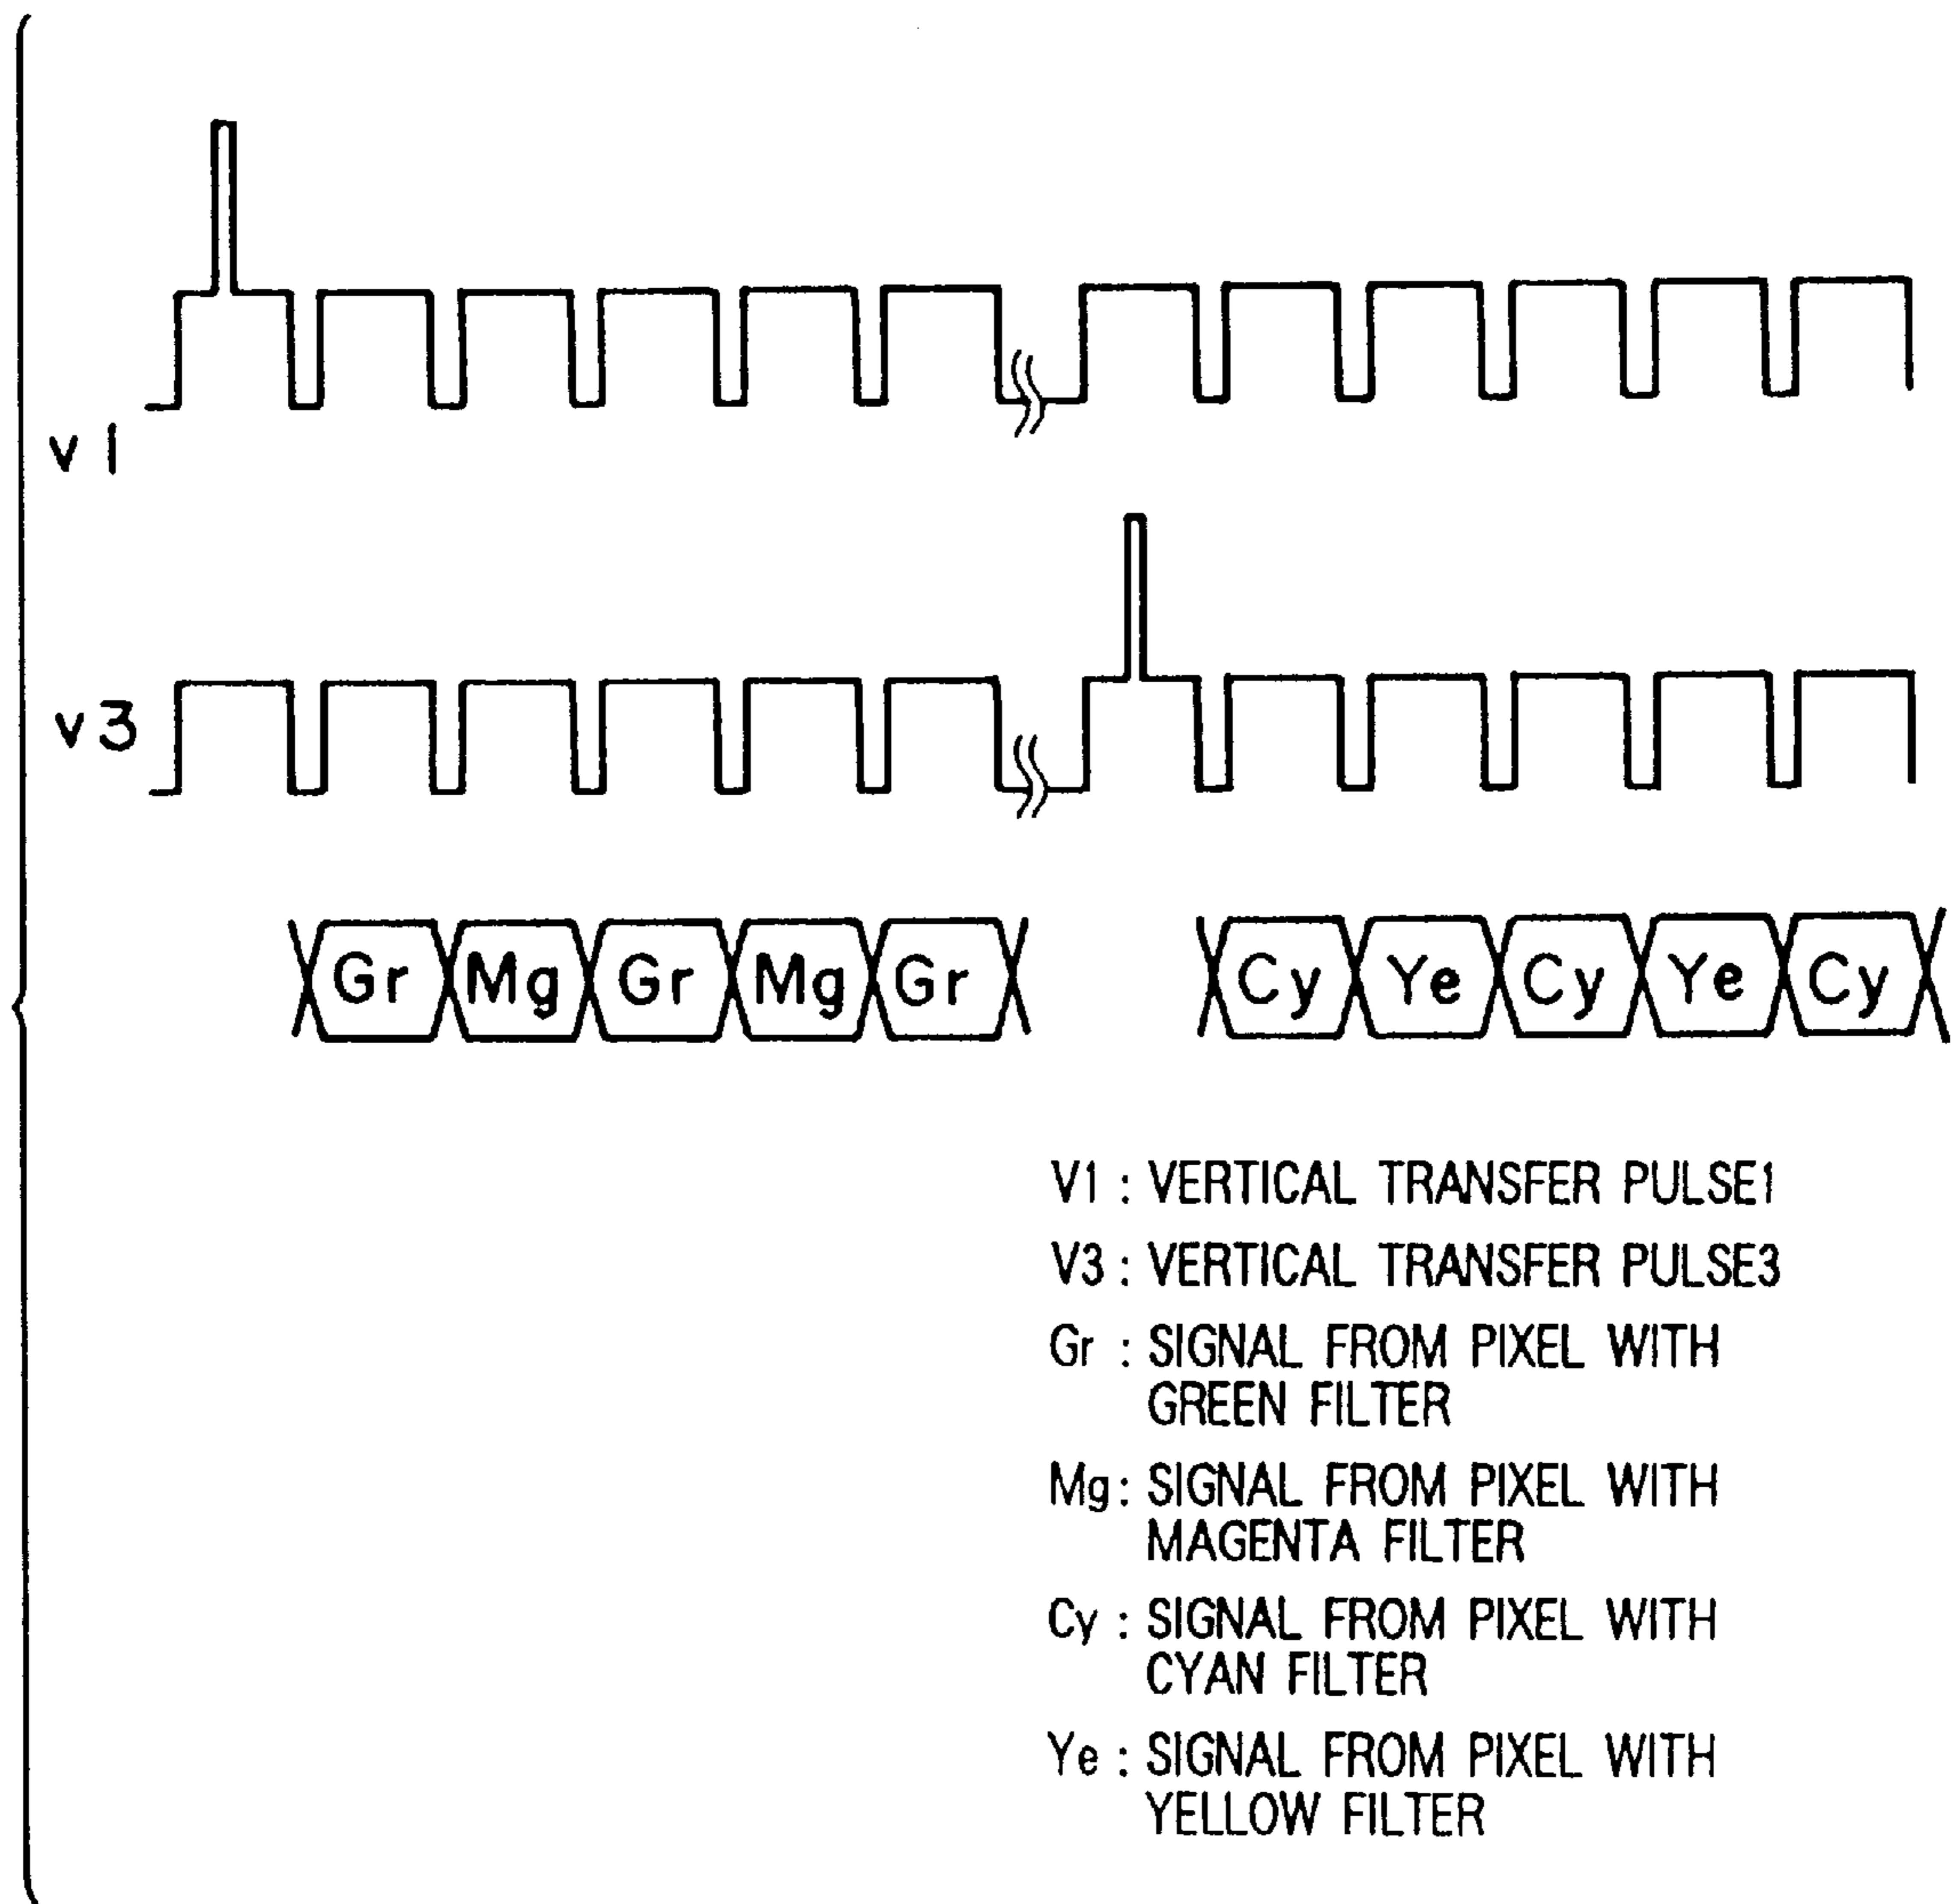 v1
v3
Gr Mg Gr Mg Gr Cy Ye Cy Ye Cy
V1 : VERTICAL TRANSFER PULSE1
V3 : VERTICAL TRANSFER PULSE3
Gr : SIGNAL FROM PIXEL WITH
GREEN FILTER
Mg : SIGNAL FROM PIXEL WITH
MAGENTA FILTER
Cy : SIGNAL FROM PIXEL WITH
CYAN FILTER
Ye : SIGNAL FROM PIXEL WITH
YELLOW FILTER